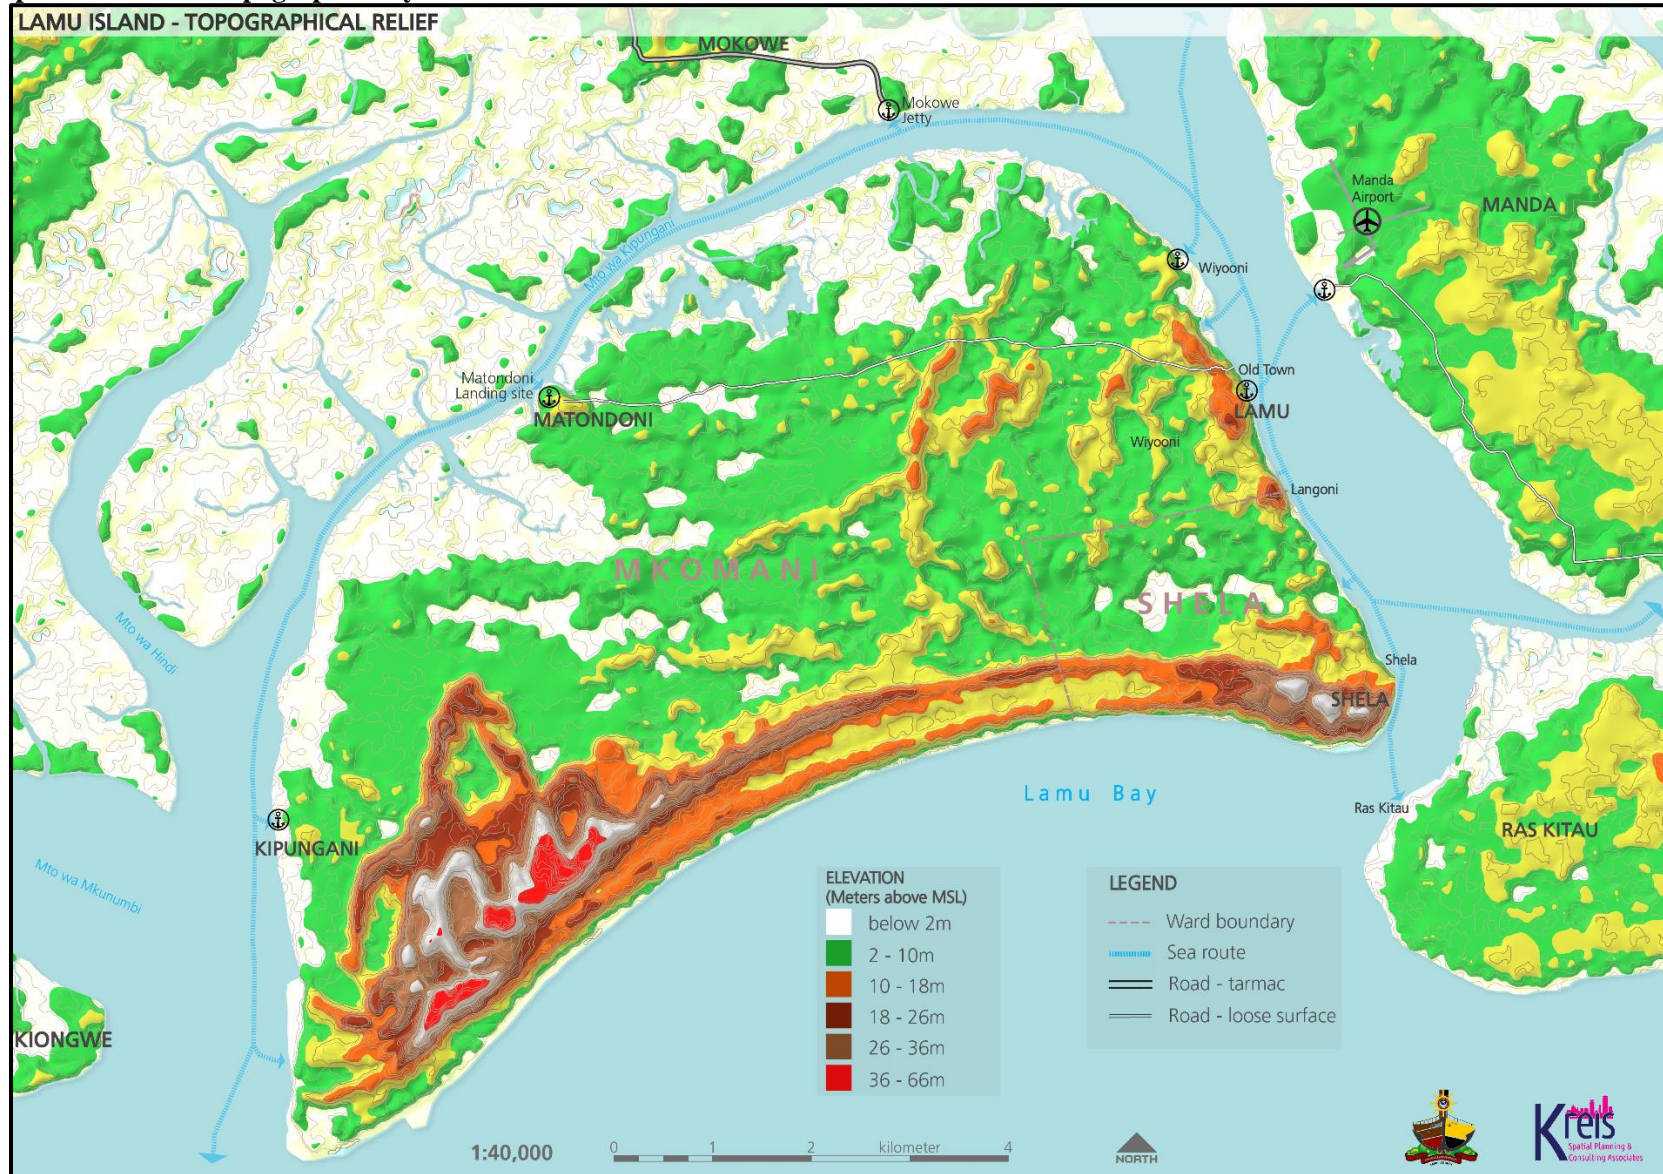 LAMU ISLAND - TOPOGRAPHICAL RELIEF
MOKOWE
Mokowe
Jetty
Manda
Airport
MANDA
Mto wa Kipungani
Wiyooni
Matondoni
Landing site
MATONDONI
Old Town
LAMU
Wiyooni
Langoni
MKOMANI
SHELA
Mto wa Hindi
Shela
SHELA
Lamu Bay
Ras Kitau
RAS KITAU
KIPUNGANI
Mto wa Mkunumbi
KIONGWE
ELEVATION
(Meters above MSL)
below 2m
2 - 10m
10 - 18m
18 - 26m
26 - 36m
36 - 66m
LEGEND
Ward boundary
Sea route
Road - tarmac
Road - loose surface
1:40,000
0 1 2 kilometer 4
NORTH
Kreis
Spatial Planning &
Consulting Associates